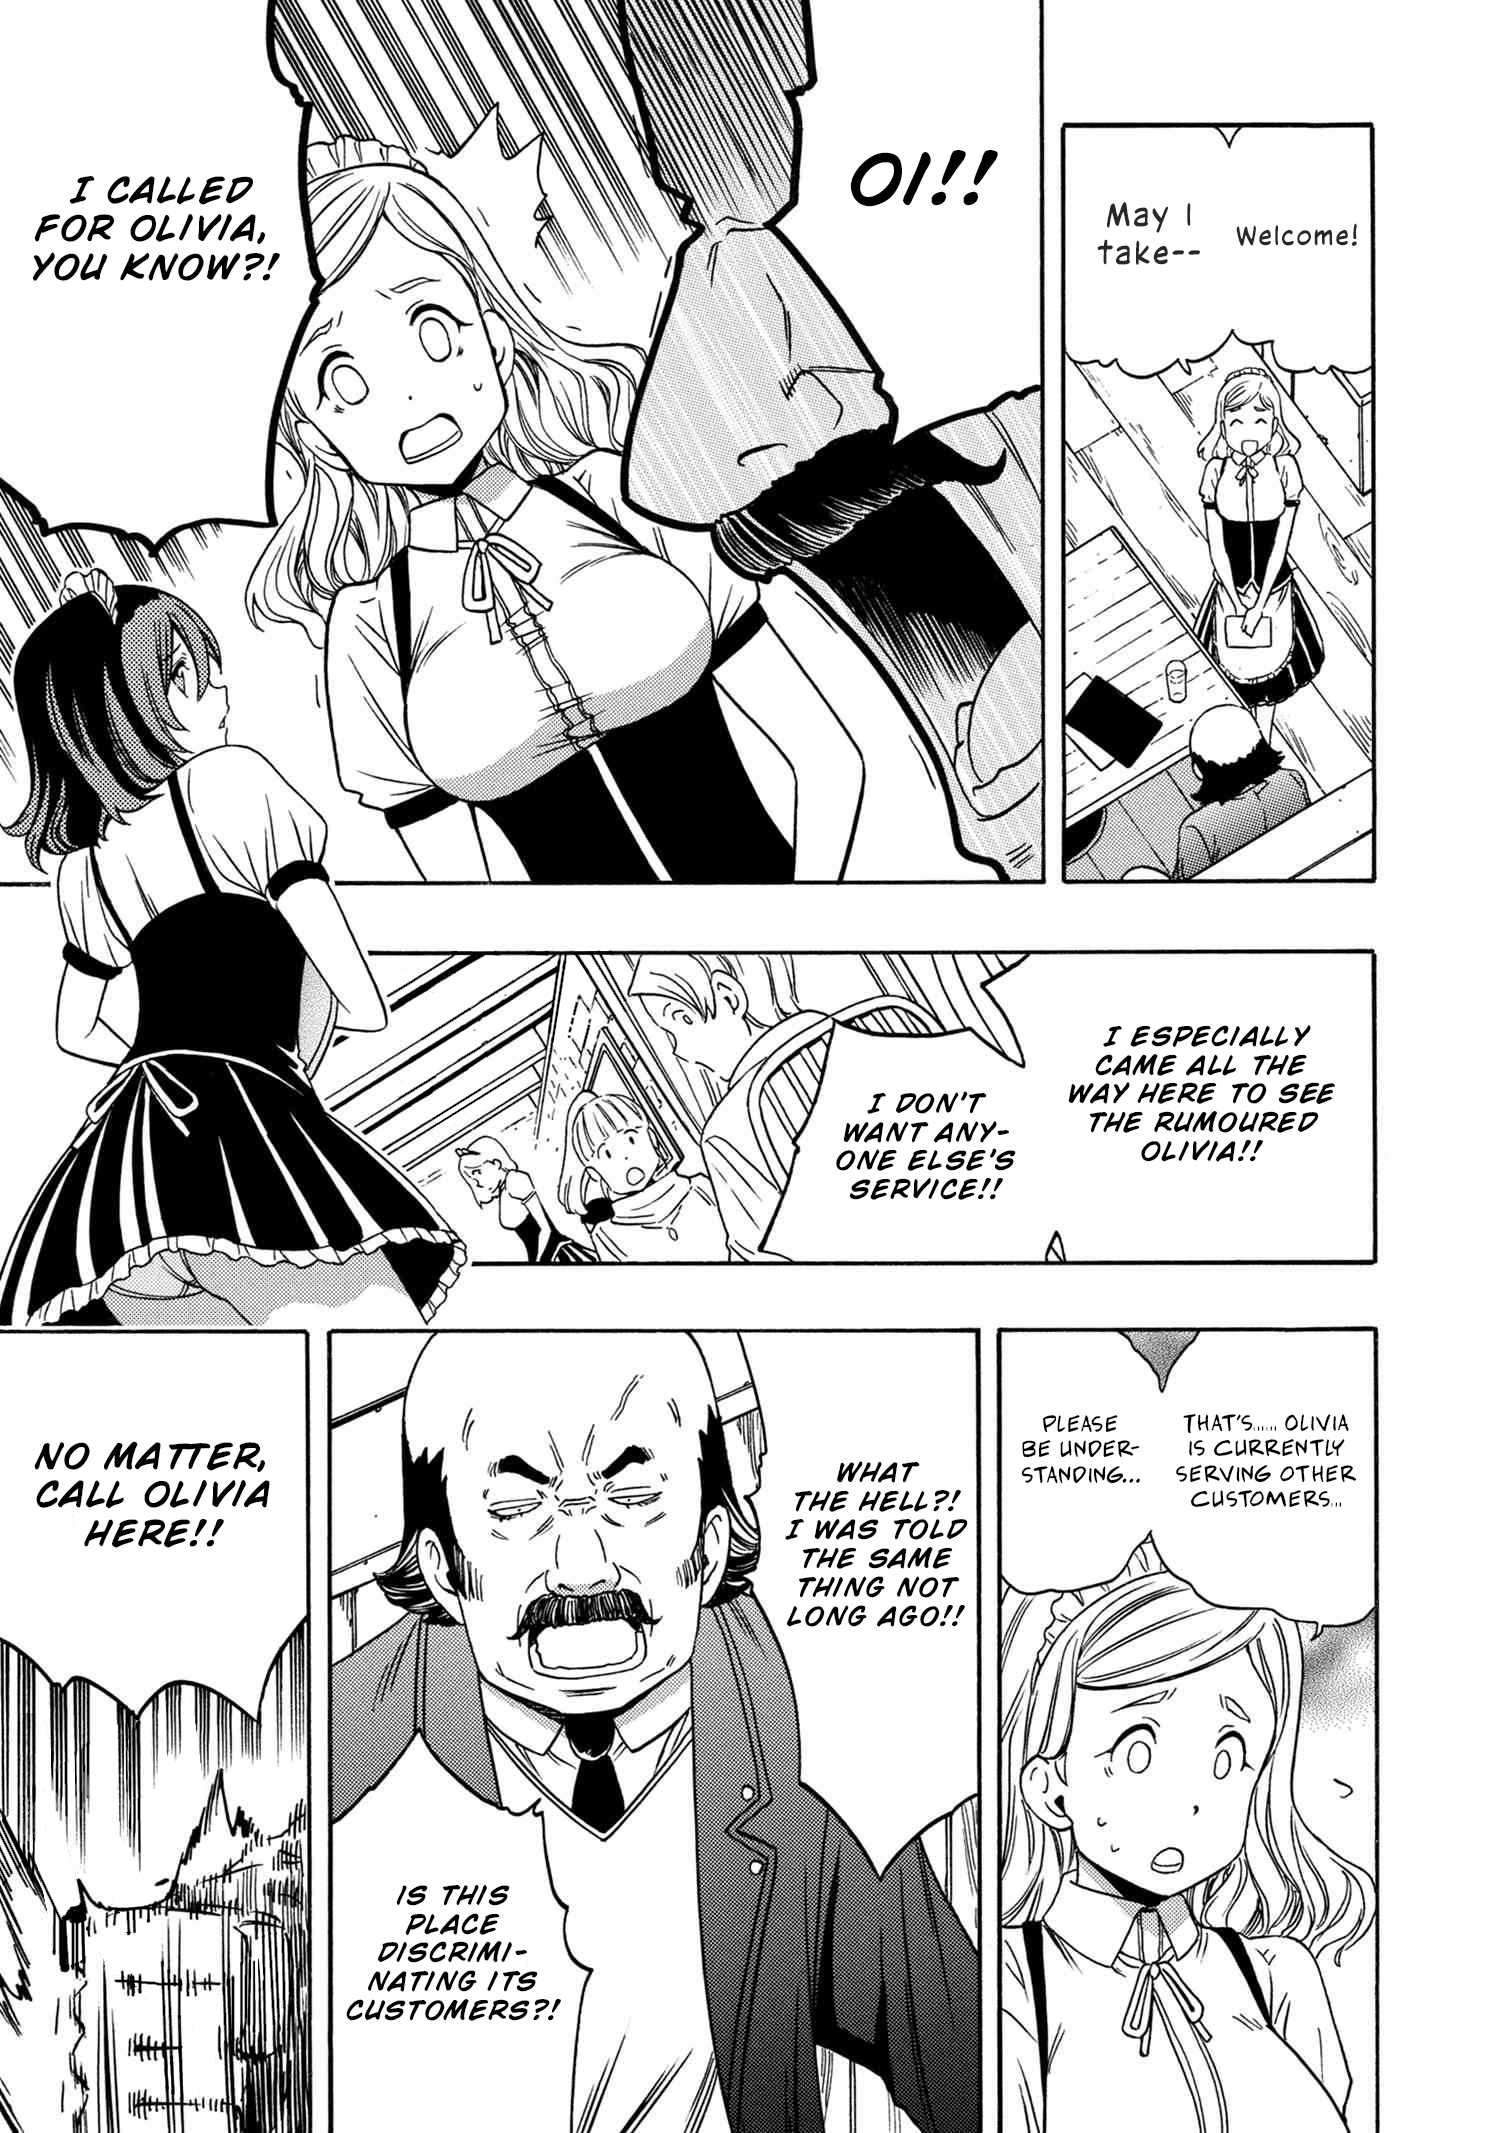 Welcome!
May I
take--
OI!!
I CALLED
FOR OLIVIA,
YOU KNOW?!
I ESPECIALLY
CAME ALL THE
WAY HERE TO SEE
THE RUMOURED
OLIVIA!!
I DON'T
WANT ANY-
ONE ELSE'S
SERVICE!!
THAT'S...... OLIVIA
IS CURRENTLY
SERVING OTHER
CUSTOMERS...
PLEASE
BE UNDER-
STANDING...
WHAT
THE HELL?!
I WAS TOLD
THE SAME
THING NOT
LONG AGO!!
IS THIS
PLACE
DISCRIMI-
NATING ITS
CUSTOMERS?!
NO MATTER,
CALL OLIVIA
HERE!!